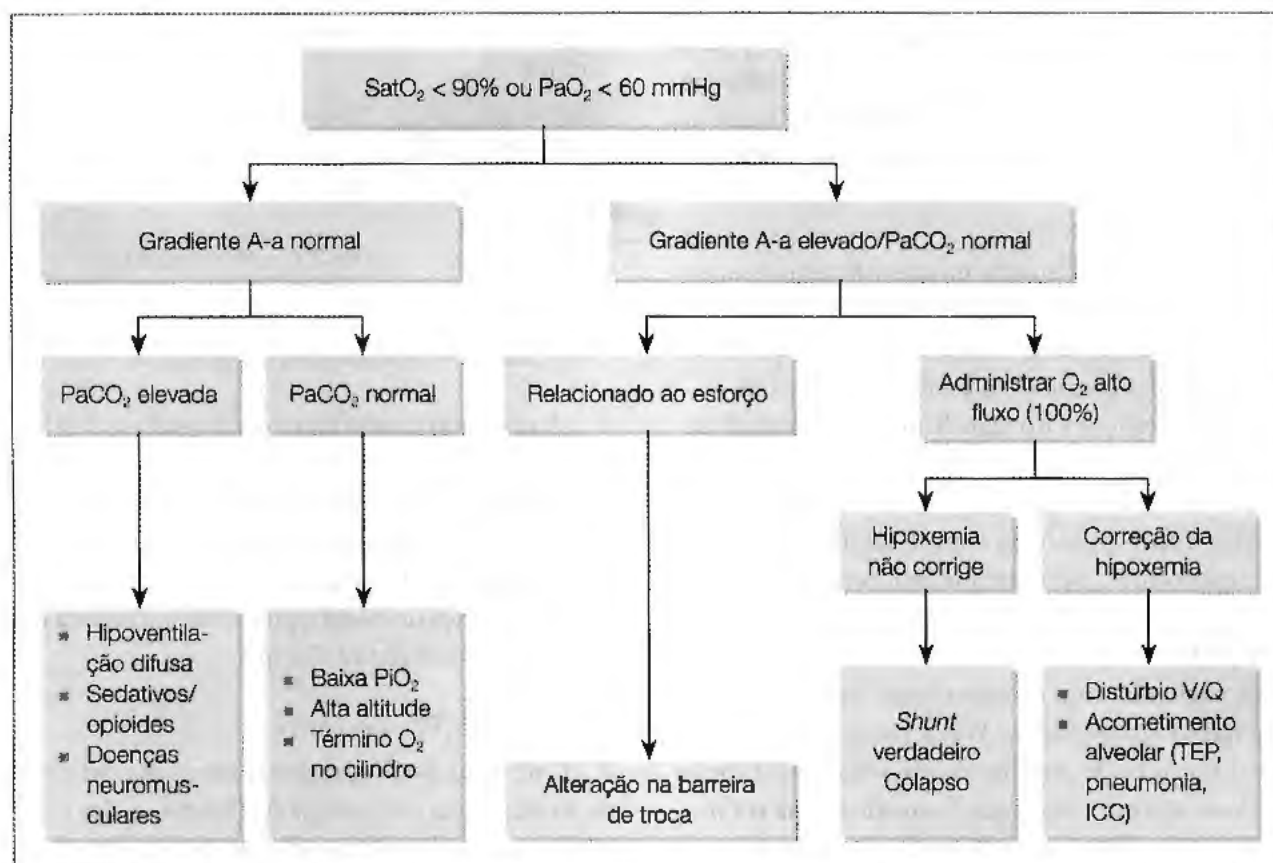 SatO₂ < 90% ou PaO₂ < 60 mmHg
Gradiente A-a normal
Gradiente A-a elevado/PaCO₂ normal
PaCO₂ elevada
PaCO₂ normal
Relacionado ao esforço
Administrar O₂ alto
fluxo (100%)
Hipoxemia
não corrige
Correção da
hipoxemia
▪ Hipoventila-
ção difusa
▪ Sedativos/
opioides
▪ Doenças
neuromus-
culares
▪ Baixa PiO₂
▪ Alta altitude
▪ Término O₂
no cilindro
Alteração na barreira
de troca
Shunt
verdadeiro
Colapso
▪ Distúrbio V/Q
▪ Acometimento
alveolar (TEP,
pneumonia,
ICC)